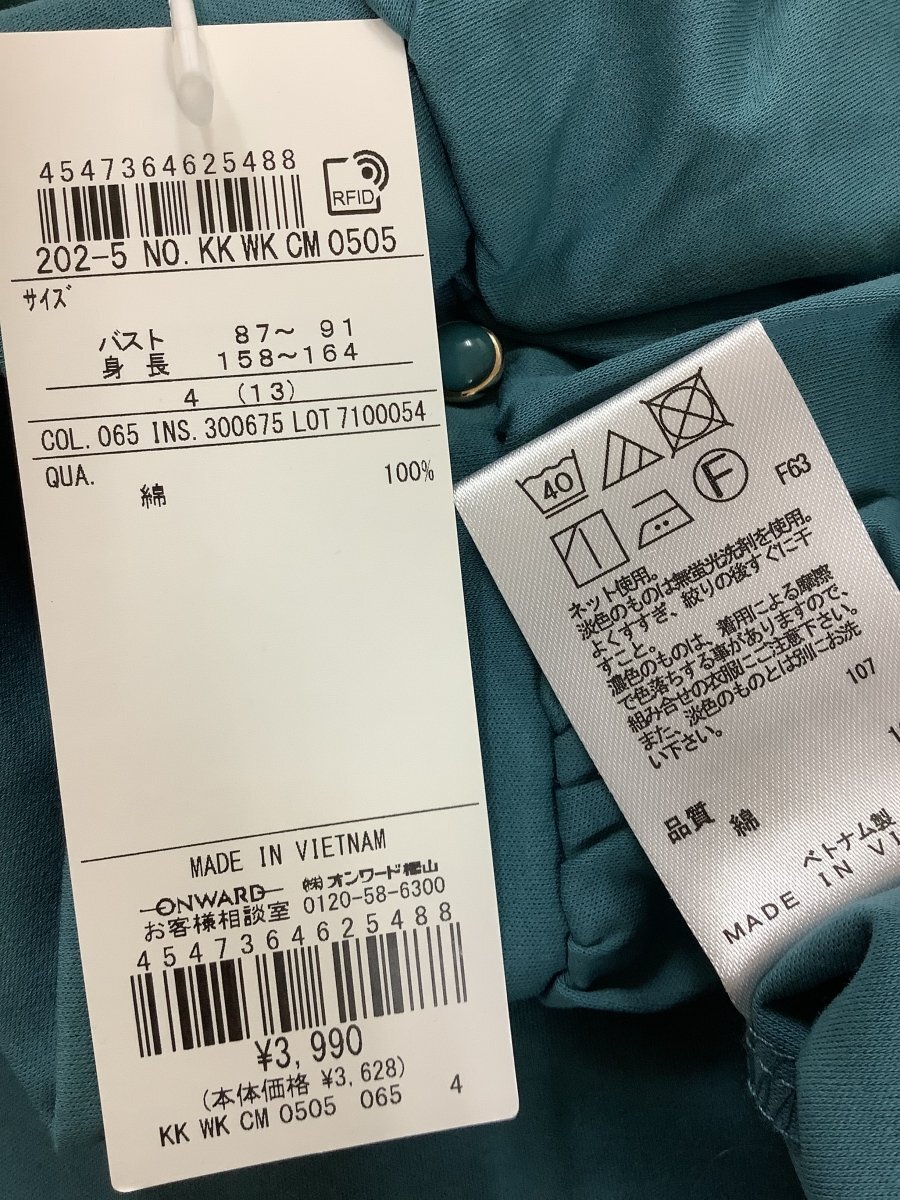 4547364625488
RFID
202-5 NO. KK WK CM 0505
サイズ
バスト 87～ 91
身長 158～164
4 (13)
COL. 065 INS. 300675 LOT 7100054
QUA.
綿 100%
MADE IN VIETNAM
ONWARD ㈱オンワード樫山
お客様相談室 0120-58-6300
4547364625488
¥3,990
(本体価格 ¥3,628)
KK WK CM 0505 065 4
40
F
F63
ネット使用。
淡色のものは無蛍光洗剤を使用。
よくすすぎ、絞りの後すぐに干
すこと。
濃色のものは、着用による摩擦
で色落ちする事がありますので、
組み合せの衣服にご注意下さい。
また、淡色のものとは別にお洗
い下さい。
107
品質 綿
ベトナム製
MADE IN VI